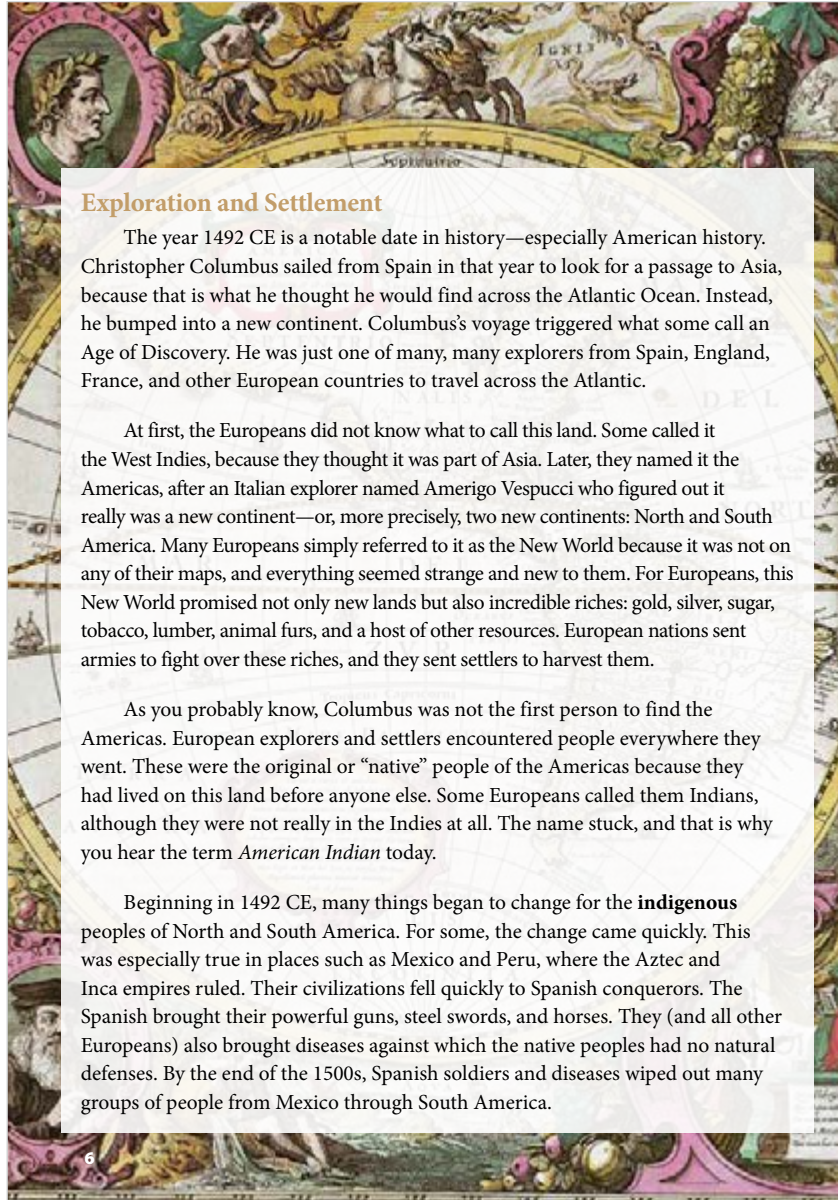 IVLIVS CÆSAR
IGNIS
Septentrio
Exploration and Settlement
The year 1492 CE is a notable date in history—especially American history.
Christopher Columbus sailed from Spain in that year to look for a passage to Asia,
because that is what he thought he would find across the Atlantic Ocean. Instead,
he bumped into a new continent. Columbus’s voyage triggered what some call an
Age of Discovery. He was just one of many, many explorers from Spain, England,
France, and other European countries to travel across the Atlantic.
At first, the Europeans did not know what to call this land. Some called it
the West Indies, because they thought it was part of Asia. Later, they named it the
Americas, after an Italian explorer named Amerigo Vespucci who figured out it
really was a new continent—or, more precisely, two new continents: North and South
America. Many Europeans simply referred to it as the New World because it was not on
any of their maps, and everything seemed strange and new to them. For Europeans, this
New World promised not only new lands but also incredible riches: gold, silver, sugar,
tobacco, lumber, animal furs, and a host of other resources. European nations sent
armies to fight over these riches, and they sent settlers to harvest them.
As you probably know, Columbus was not the first person to find the
Americas. European explorers and settlers encountered people everywhere they
went. These were the original or “native” people of the Americas because they
had lived on this land before anyone else. Some Europeans called them Indians,
although they were not really in the Indies at all. The name stuck, and that is why
you hear the term American Indian today.
Beginning in 1492 CE, many things began to change for the indigenous
peoples of North and South America. For some, the change came quickly. This
was especially true in places such as Mexico and Peru, where the Aztec and
Inca empires ruled. Their civilizations fell quickly to Spanish conquerors. The
Spanish brought their powerful guns, steel swords, and horses. They (and all other
Europeans) also brought diseases against which the native peoples had no natural
defenses. By the end of the 1500s, Spanish soldiers and diseases wiped out many
groups of people from Mexico through South America.
6